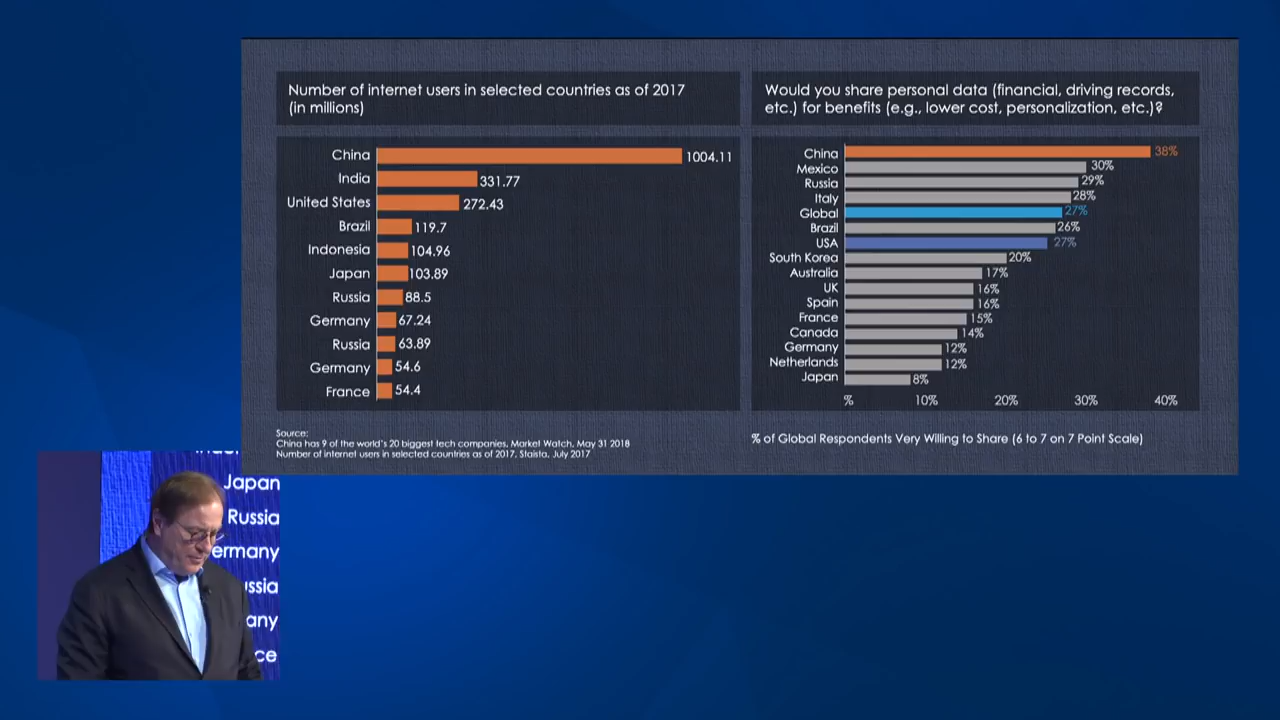 Number of internet users in selected countries as of 2017
(in millions)
China 1004.11
India 331.77
United States 272.43
Brazil 119.7
Indonesia 104.96
Japan 103.89
Russia 88.5
Germany 67.24
Russia 63.89
Germany 54.6
France 54.4
Source:
China has 9 of the world's 20 biggest tech companies, Market Watch, May 31 2018
Number of internet users in selected countries as of 2017, Staista, July 2017
Would you share personal data (financial, driving records,
etc.) for benefits (e.g., lower cost, personalization, etc.)?
China 38%
Mexico 30%
Russia 29%
Italy 28%
Global 27%
Brazil 26%
USA 27%
South Korea 20%
Australia 17%
UK 16%
Spain 16%
France 15%
Canada 14%
Germany 12%
Netherlands 12%
Japan 8%
% 10% 20% 30% 40%
% of Global Respondents Very Willing to Share (6 to 7 on 7 Point Scale)
Japan
Russia
ermany
ussia
any
ce